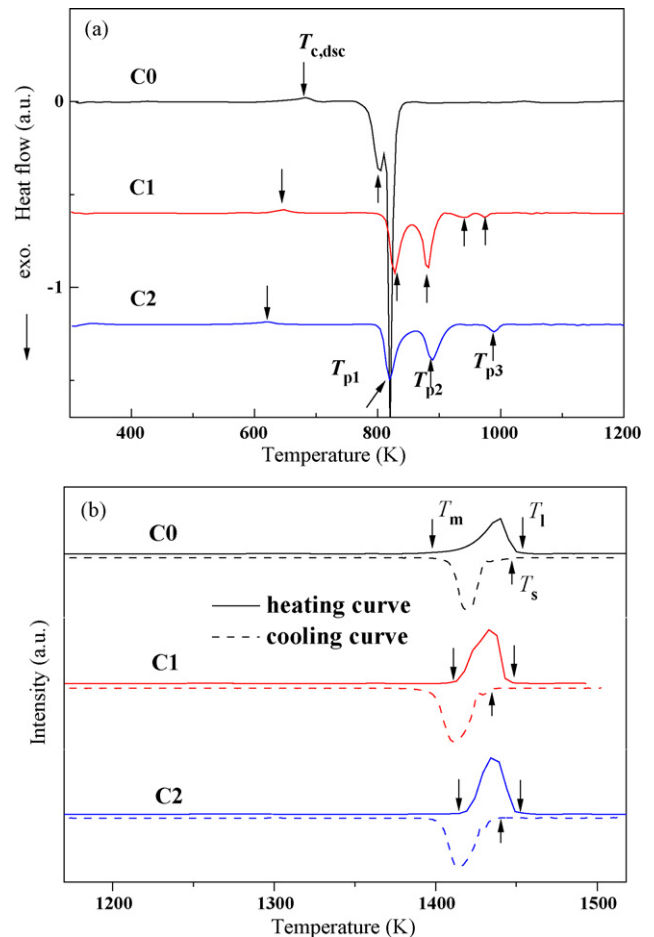 (a)
T_c,dsc
C0
0
C1
-1
C2
T_p1
T_p2
T_p3
exo. Heat flow (a.u.)
400 600 800 1000 1200
Temperature (K)
(b)
C0
T_m
T_l
T_s
heating curve
cooling curve
C1
C2
Intensity (a.u.)
1200 1300 1400 1500
Temperature (K)